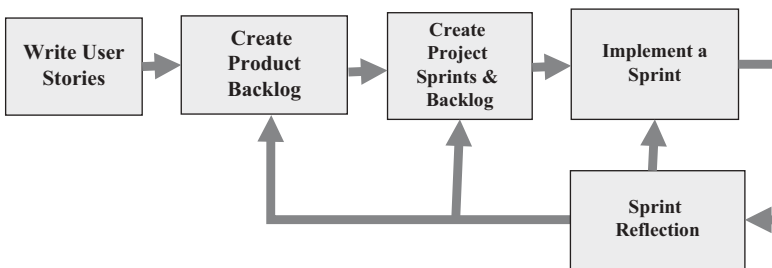 Write User
Stories
Create
Product
Backlog
Create
Project
Sprints &
Backlog
Implement a
Sprint
Sprint
Reflection